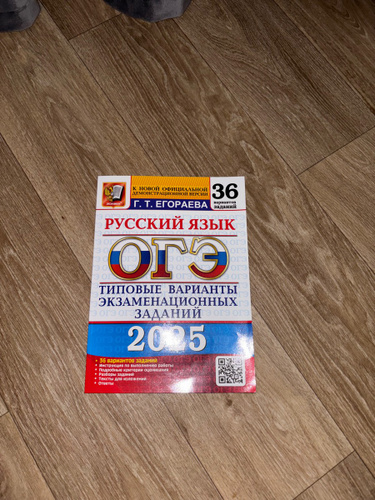 К НОВОЙ ОФИЦИАЛЬНОЙ
ДЕМОНСТРАЦИОННОЙ ВЕРСИИ
Г. Т. ЕГОРАЕВА
36
вариантов
заданий
РУССКИЙ ЯЗЫК
ОГЭ
ТИПОВЫЕ ВАРИАНТЫ
ЭКЗАМЕНАЦИОННЫХ
ЗАДАНИЙ
2025
• 36 вариантов заданий
• Инструкция по выполнению работы
• Подробные критерии оценивания
• Разборы заданий
• Тексты для изложения
• Ответы